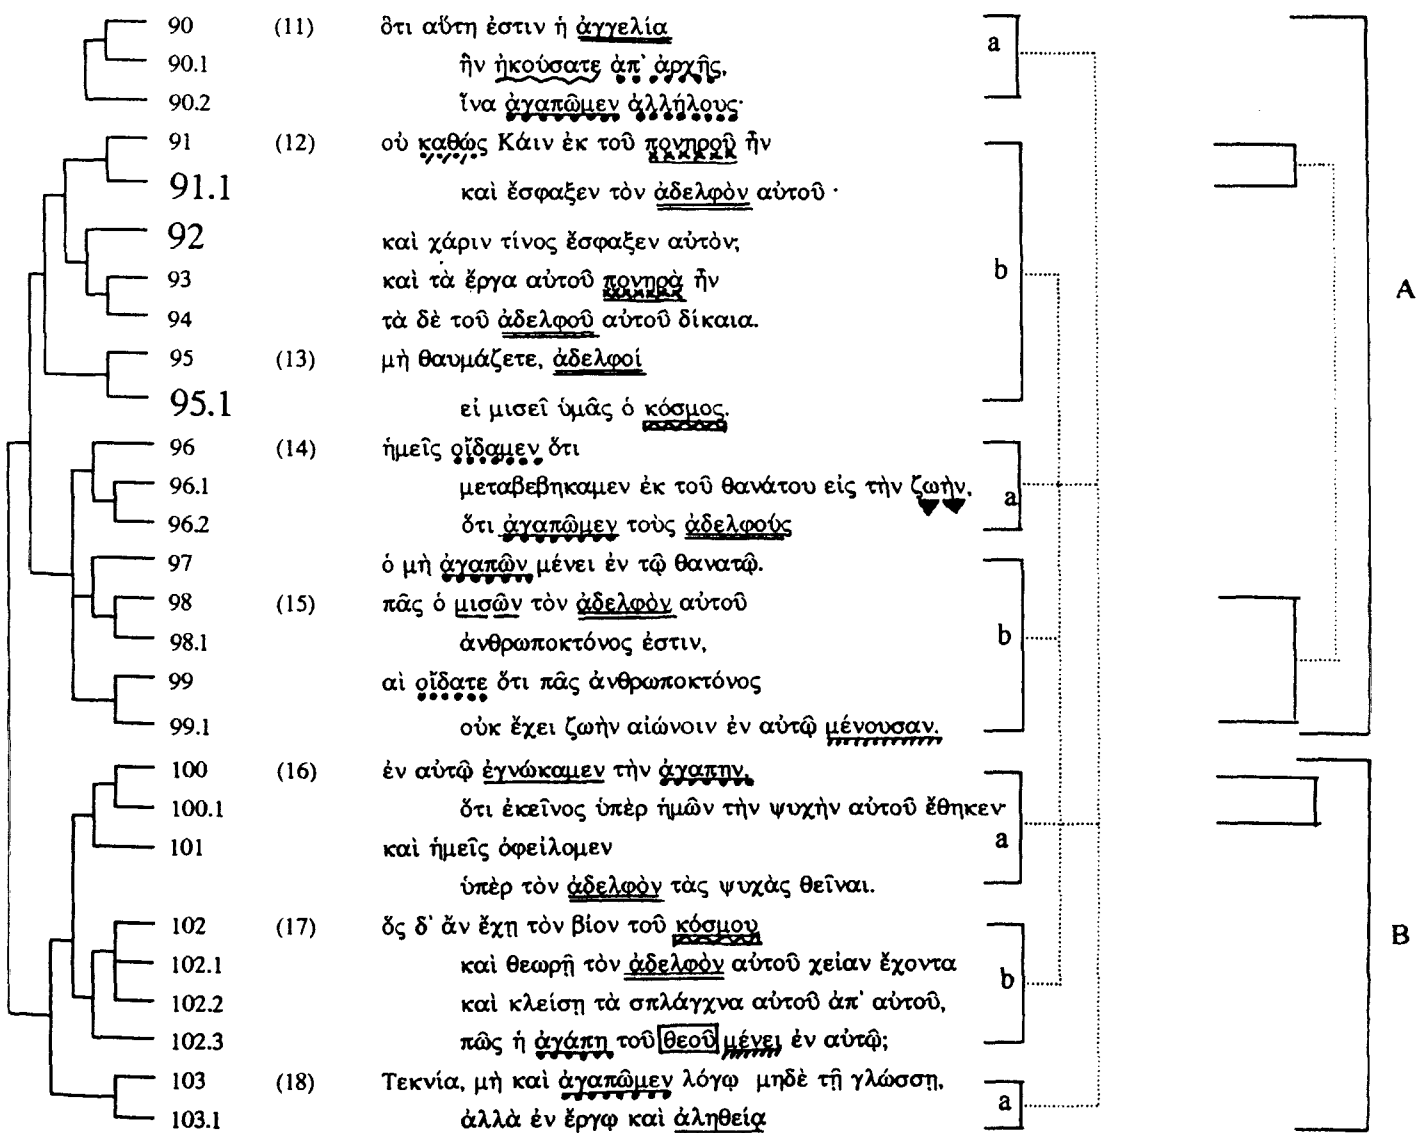 90 (11) ὅτι αὕτη ἐστιν ἡ ἀγγελία a
90.1 ἣν ἠκούσατε ἀπ' ἀρχῆς,
90.2 ἵνα ἀγαπῶμεν ἀλλήλους·
91 (12) οὐ καθώς Κάιν ἐκ τοῦ πονηροῦ ἦν
91.1 καὶ ἔσφαξεν τὸν ἀδελφὸν αὐτοῦ ·
92 καὶ χάριν τίνος ἔσφαξεν αὐτὸν;
93 καὶ τὰ ἔργα αὐτοῦ πονηρὰ ἦν b A
94 τὰ δὲ τοῦ ἀδελφοῦ αὐτοῦ δίκαια.
95 (13) μὴ θαυμάζετε, ἀδελφοί
95.1 εἰ μισεῖ ὑμᾶς ὁ κόσμος.
96 (14) ἡμεῖς οἴδαμεν ὅτι
96.1 μεταβεβηκαμεν ἐκ τοῦ θανάτου εἰς τὴν ζωὴν, a
96.2 ὅτι ἀγαπῶμεν τοὺς ἀδελφούς
97 ὁ μὴ ἀγαπῶν μένει ἐν τῷ θανατῷ.
98 (15) πᾶς ὁ μισῶν τὸν ἀδελφὸν αὐτοῦ
98.1 ἀνθρωποκτόνος ἐστιν, b
99 αἰ οἴδατε ὅτι πᾶς ἀνθρωποκτόνος
99.1 οὐκ ἔχει ζωὴν αἰώνοιν ἐν αὐτῷ μένουσαν.
100 (16) ἐν αὐτῷ ἐγνώκαμεν τὴν ἀγαπην,
100.1 ὅτι ἐκεῖνος ὑπὲρ ἡμῶν τὴν ψυχὴν αὐτοῦ ἔθηκεν·
101 καὶ ἡμεῖς ὀφείλομεν a
ὑπὲρ τὸν ἀδελφὸν τὰς ψυχὰς θεῖναι.
102 (17) ὃς δ' ἂν ἔχῃ τὸν βίον τοῦ κόσμου B
102.1 καὶ θεωρῇ τὸν ἀδελφὸν αὐτοῦ χείαν ἔχοντα b
102.2 καὶ κλείσῃ τὰ σπλάγχνα αὐτοῦ ἀπ' αὐτοῦ,
102.3 πῶς ἡ ἀγάπη τοῦ θεοῦ μένει ἐν αὐτῷ;
103 (18) Τεκνία, μὴ καὶ ἀγαπῶμεν λόγῳ μηδὲ τῇ γλώσσῃ, a
103.1 ἀλλὰ ἐν ἔργῳ καὶ ἀληθείᾳ